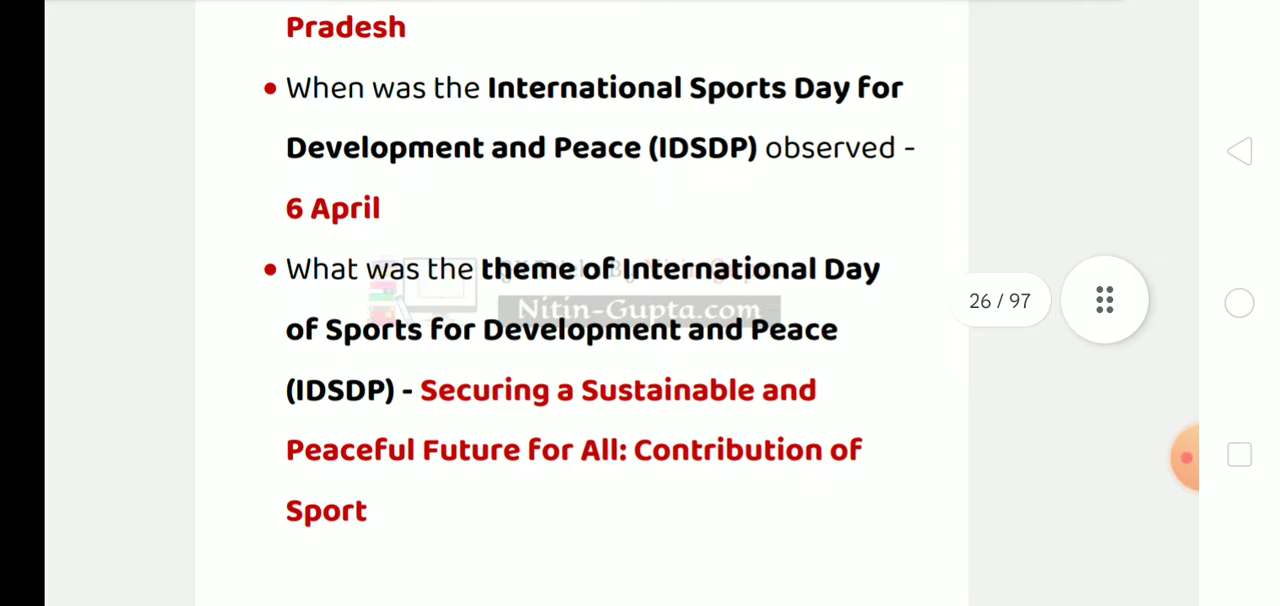 Pradesh
• When was the International Sports Day for
Development and Peace (IDSDP) observed -
6 April
• What was the theme of International Day
Nitin-Gupta.com
of Sports for Development and Peace
26 / 97
(IDSDP) - Securing a Sustainable and
Peaceful Future for All: Contribution of
Sport